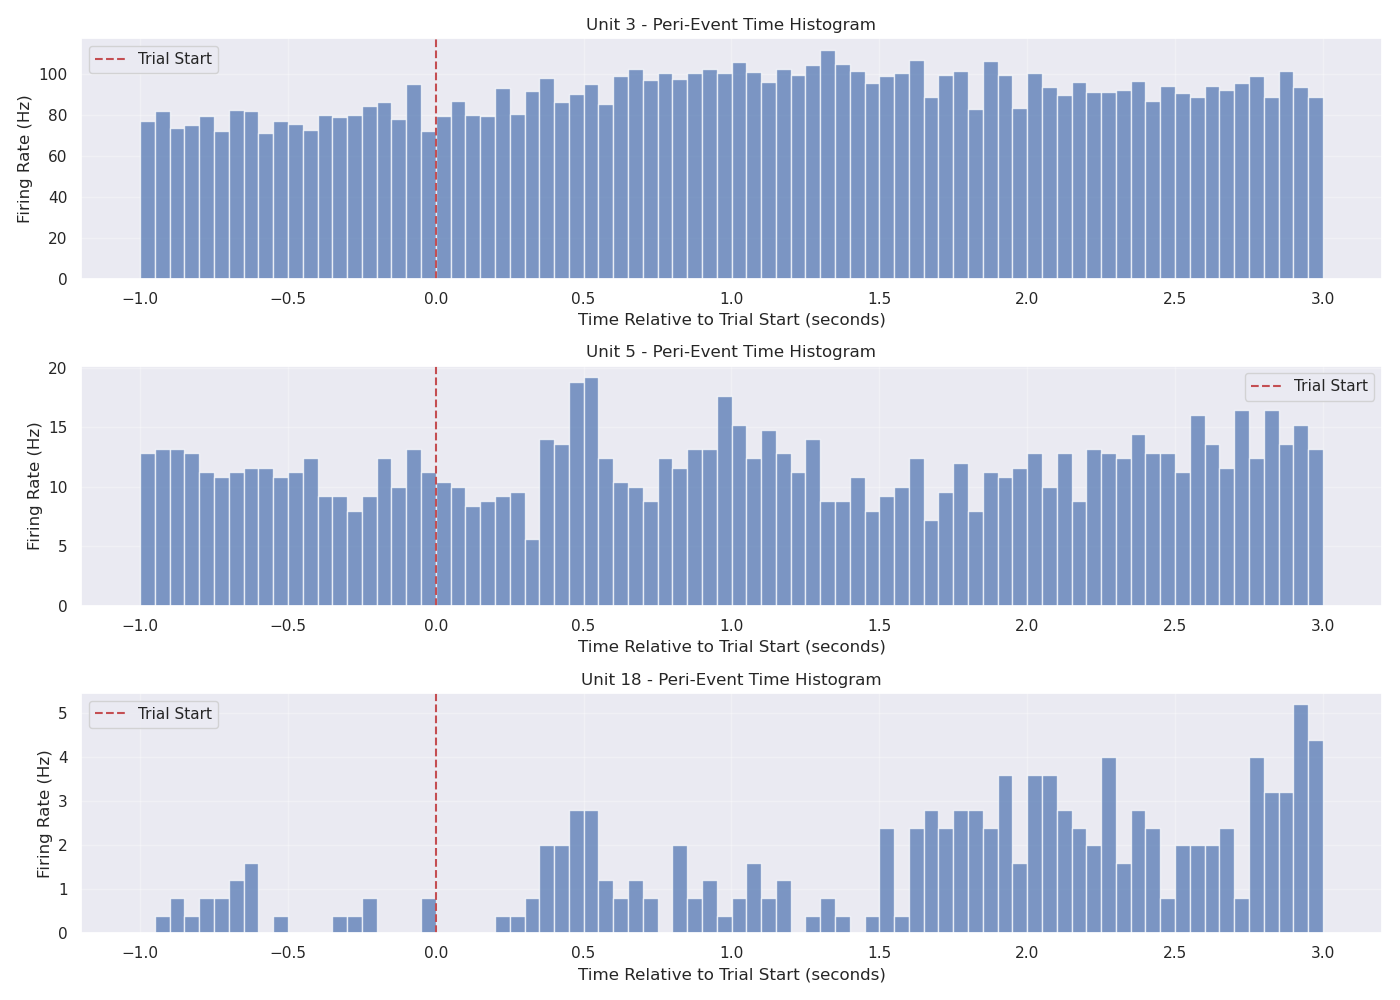 Unit 3 - Peri-Event Time Histogram
Trial Start
Firing Rate (Hz)
100
80
60
40
20
0
−1.0 −0.5 0.0 0.5 1.0 1.5 2.0 2.5 3.0
Time Relative to Trial Start (seconds)
Unit 5 - Peri-Event Time Histogram
Trial Start
Firing Rate (Hz)
20
15
10
5
0
−1.0 −0.5 0.0 0.5 1.0 1.5 2.0 2.5 3.0
Time Relative to Trial Start (seconds)
Unit 18 - Peri-Event Time Histogram
Trial Start
Firing Rate (Hz)
5
4
3
2
1
0
−1.0 −0.5 0.0 0.5 1.0 1.5 2.0 2.5 3.0
Time Relative to Trial Start (seconds)